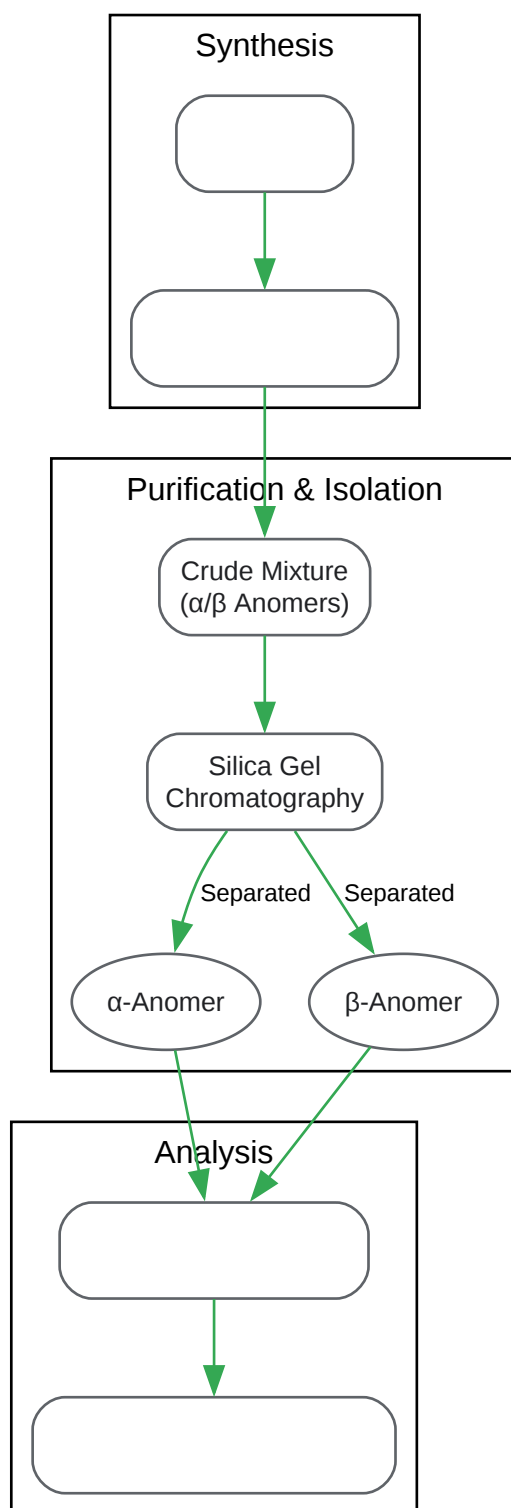 Synthesis
Purification & Isolation
Crude Mixture
(α/β Anomers)
Silica Gel
Chromatography
Separated
Separated
α-Anomer
β-Anomer
Analysis